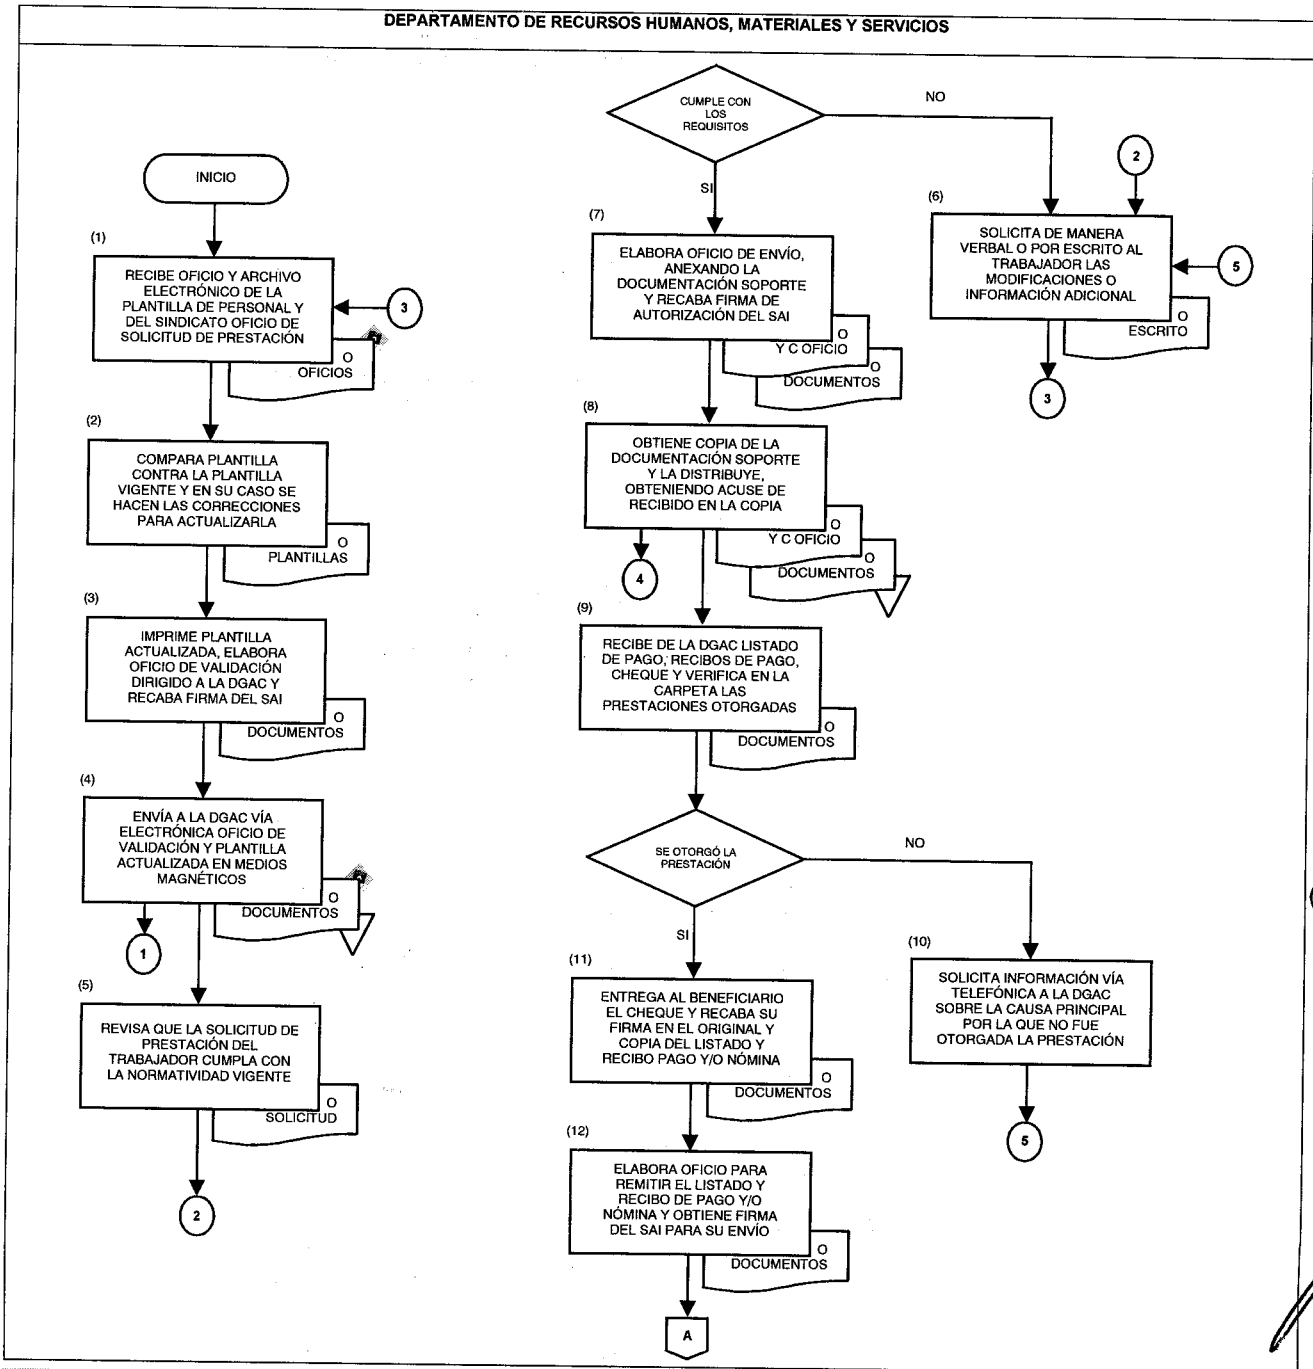 DEPARTAMENTO DE RECURSOS HUMANOS, MATERIALES Y SERVICIOS
INICIO
(1)
RECIBE OFICIO Y ARCHIVO
ELECTRÓNICO DE LA
PLANTILLA DE PERSONAL Y
DEL SINDICATO OFICIO DE
SOLICITUD DE PRESTACIÓN
3
O
OFICIOS
(2)
COMPARA PLANTILLA
CONTRA LA PLANTILLA
VIGENTE Y EN SU CASO SE
HACEN LAS CORRECCIONES
PARA ACTUALIZARLA
O
PLANTILLAS
(3)
IMPRIME PLANTILLA
ACTUALIZADA, ELABORA
OFICIO DE VALIDACIÓN
DIRIGIDO A LA DGAC Y
RECABA FIRMA DEL SAI
O
DOCUMENTOS
(4)
ENVÍA A LA DGAC VÍA
ELECTRÓNICA OFICIO DE
VALIDACIÓN Y PLANTILLA
ACTUALIZADA EN MEDIOS
MAGNÉTICOS
O
DOCUMENTOS
1
(5)
REVISA QUE LA SOLICITUD DE
PRESTACIÓN DEL
TRABAJADOR CUMPLA CON
LA NORMATIVIDAD VIGENTE
O
SOLICITUD
2
CUMPLE CON
LOS
REQUISITOS
NO
SI
2
(6)
SOLICITA DE MANERA
VERBAL O POR ESCRITO AL
TRABAJADOR LAS
MODIFICACIONES O
INFORMACIÓN ADICIONAL
5
O
ESCRITO
3
(7)
ELABORA OFICIO DE ENVÍO,
ANEXANDO LA
DOCUMENTACIÓN SOPORTE
Y RECABA FIRMA DE
AUTORIZACIÓN DEL SAI
O
Y C OFICIO
O
DOCUMENTOS
(8)
OBTIENE COPIA DE LA
DOCUMENTACIÓN SOPORTE
Y LA DISTRIBUYE,
OBTENIENDO ACUSE DE
RECIBIDO EN LA COPIA
O
Y C OFICIO
O
DOCUMENTOS
4
(9)
RECIBE DE LA DGAC LISTADO
DE PAGO, RECIBOS DE PAGO,
CHEQUE Y VERIFICA EN LA
CARPETA LAS
PRESTACIONES OTORGADAS
O
DOCUMENTOS
SE OTORGÓ LA
PRESTACIÓN
NO
SI
(10)
SOLICITA INFORMACIÓN VÍA
TELEFÓNICA A LA DGAC
SOBRE LA CAUSA PRINCIPAL
POR LA QUE NO FUE
OTORGADA LA PRESTACIÓN
5
(11)
ENTREGA AL BENEFICIARIO
EL CHEQUE Y RECABA SU
FIRMA EN EL ORIGINAL Y
COPIA DEL LISTADO Y
RECIBO PAGO Y/O NÓMINA
O
DOCUMENTOS
(12)
ELABORA OFICIO PARA
REMITIR EL LISTADO Y
RECIBO DE PAGO Y/O
NÓMINA Y OBTIENE FIRMA
DEL SAI PARA SU ENVÍO
O
DOCUMENTOS
A